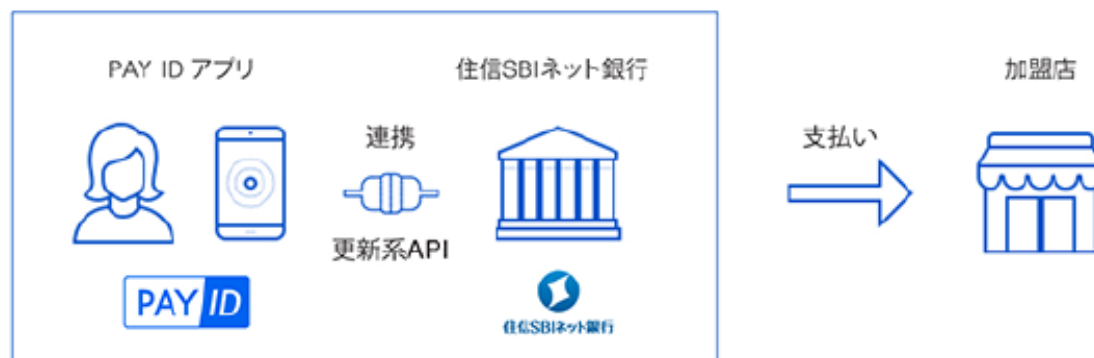 PAY ID アプリ
住信SBIネット銀行
加盟店
連携
支払い
更新系API
PAY ID
住信SBIネット銀行